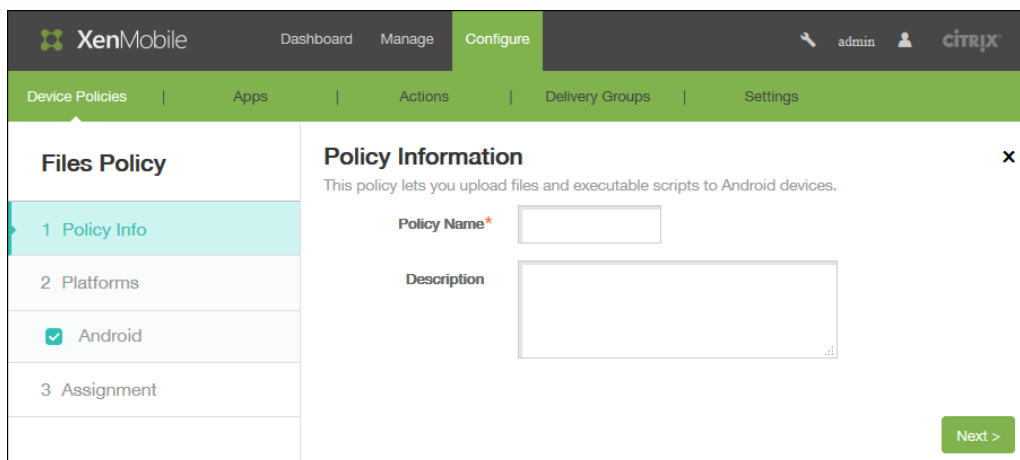 XenMobile Dashboard Manage Configure admin CITRIX
Device Policies | Apps | Actions | Delivery Groups | Settings
Files Policy
1 Policy Info
2 Platforms
Android
3 Assignment
Policy Information
This policy lets you upload files and executable scripts to Android devices.
Policy Name*
Description
Next >